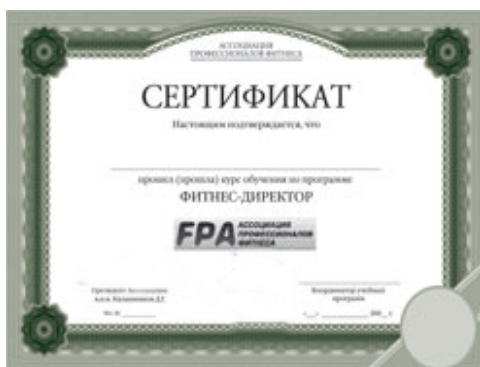 АССОЦИАЦИЯ
ПРОФЕССИОНАЛОВ ФИТНЕСА
СЕРТИФИКАТ
Настоящим подтверждается, что
прошел (прошла) курс обучения по программе
ФИТНЕС-ДИРЕКТОР
FPA АССОЦИАЦИЯ
ПРОФЕССИОНАЛОВ
ФИТНЕСА
Президент Ассоциации
Координатор учебных
программ